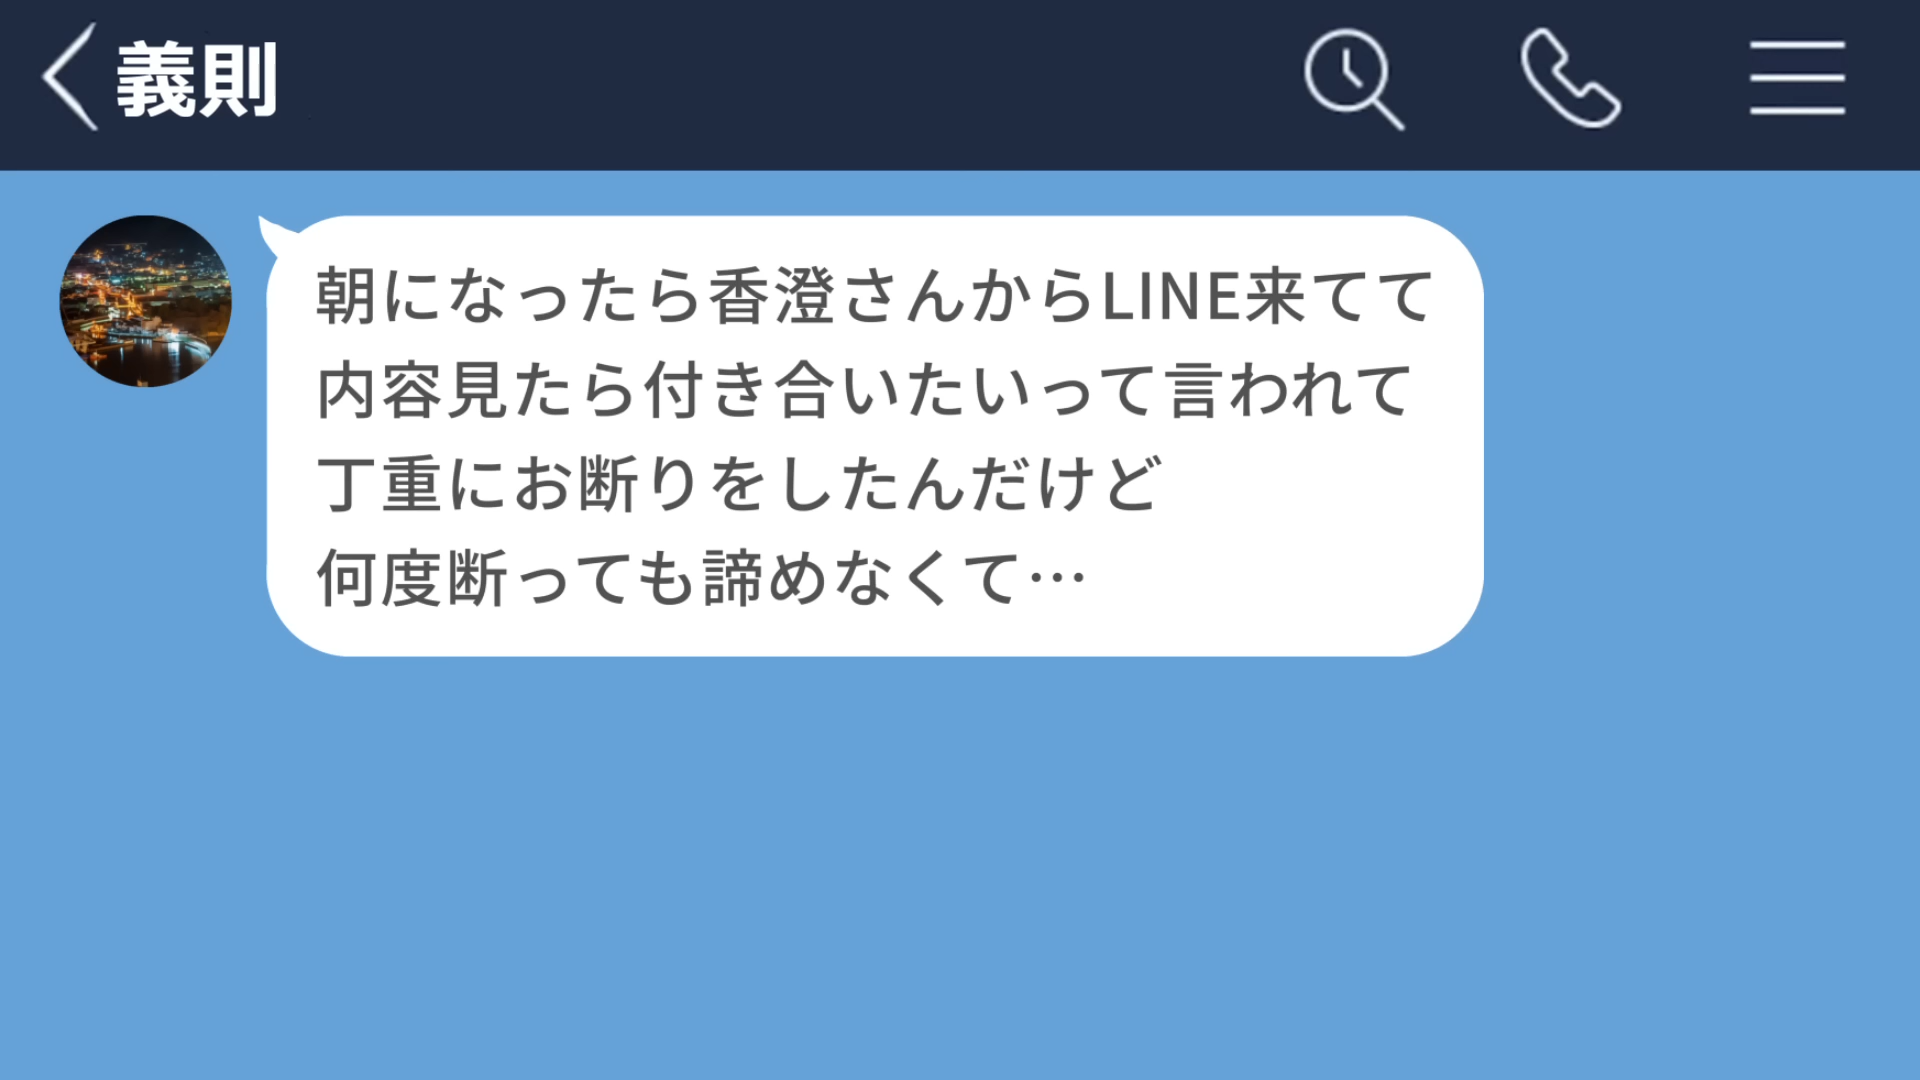 義則
朝になったら香澄さんからLINE来てて
内容見たら付き合いたいって言われて
丁重にお断りをしたんだけど
何度断っても諦めなくて…